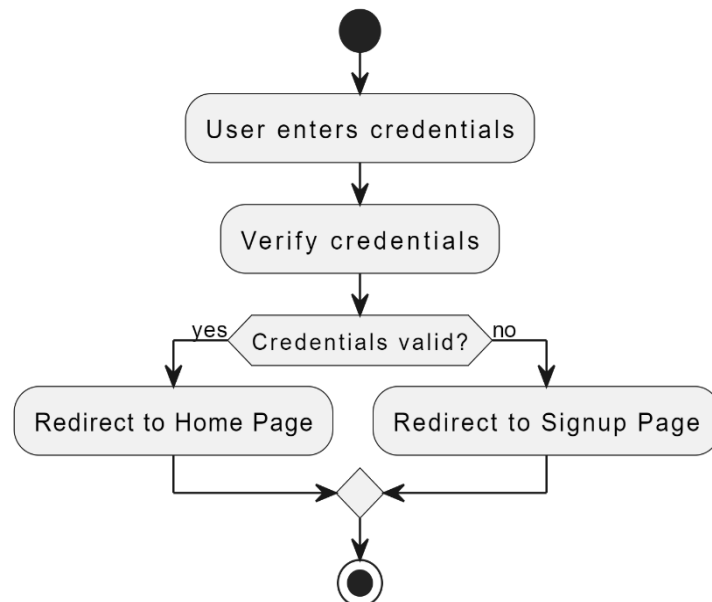 User enters credentials
Verify credentials
yes
Credentials valid?
no
Redirect to Home Page
Redirect to Signup Page